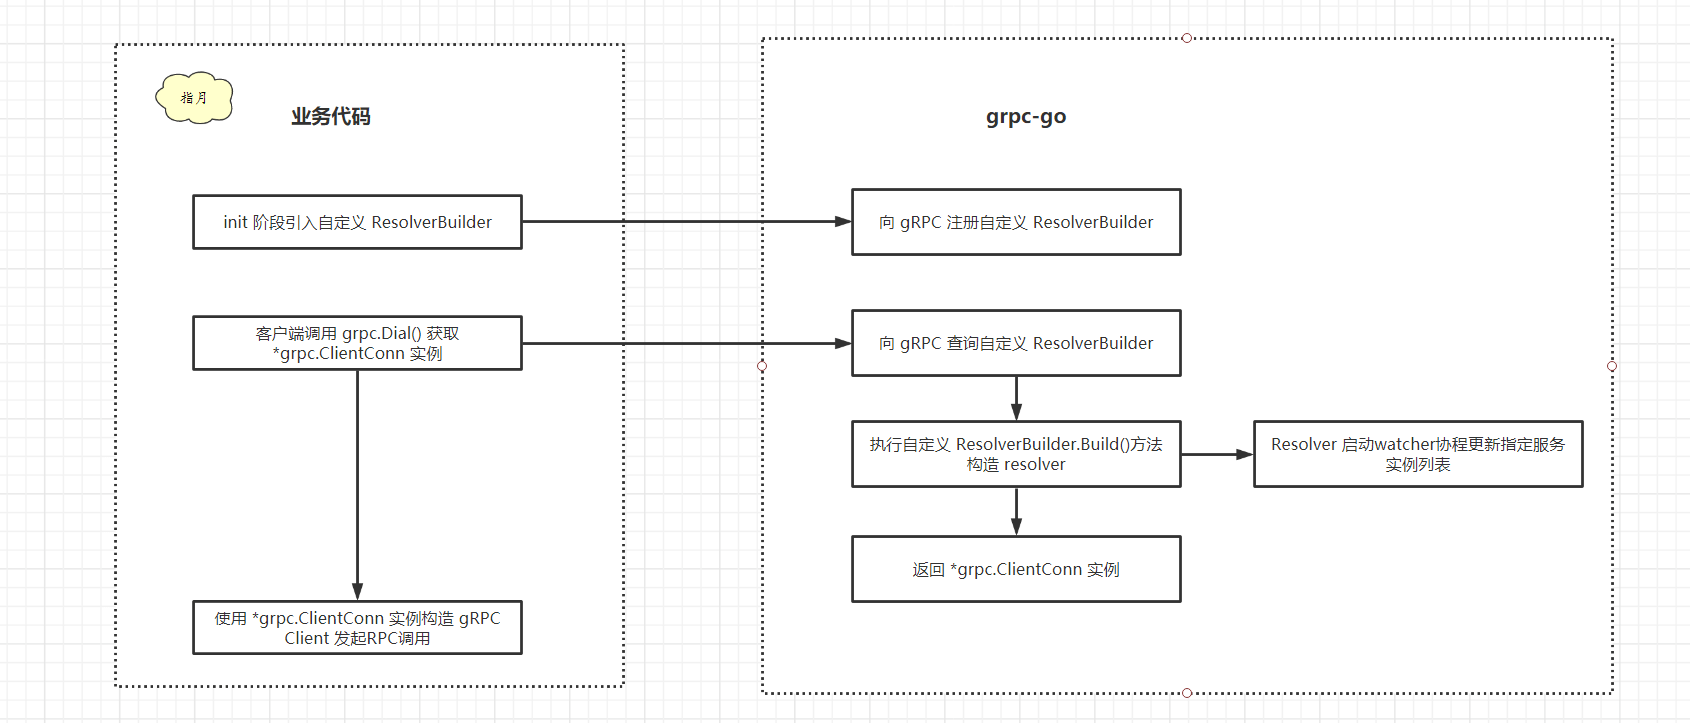 指月
业务代码
init 阶段引入自定义 ResolverBuilder
客户端调用 grpc.Dial() 获取
*grpc.ClientConn 实例
使用 *grpc.ClientConn 实例构造 gRPC
Client 发起RPC调用
grpc-go
向 gRPC 注册自定义 ResolverBuilder
向 gRPC 查询自定义 ResolverBuilder
执行自定义 ResolverBuilder.Build()方法
构造 resolver
Resolver 启动watcher协程更新指定服务
实例列表
返回 *grpc.ClientConn 实例